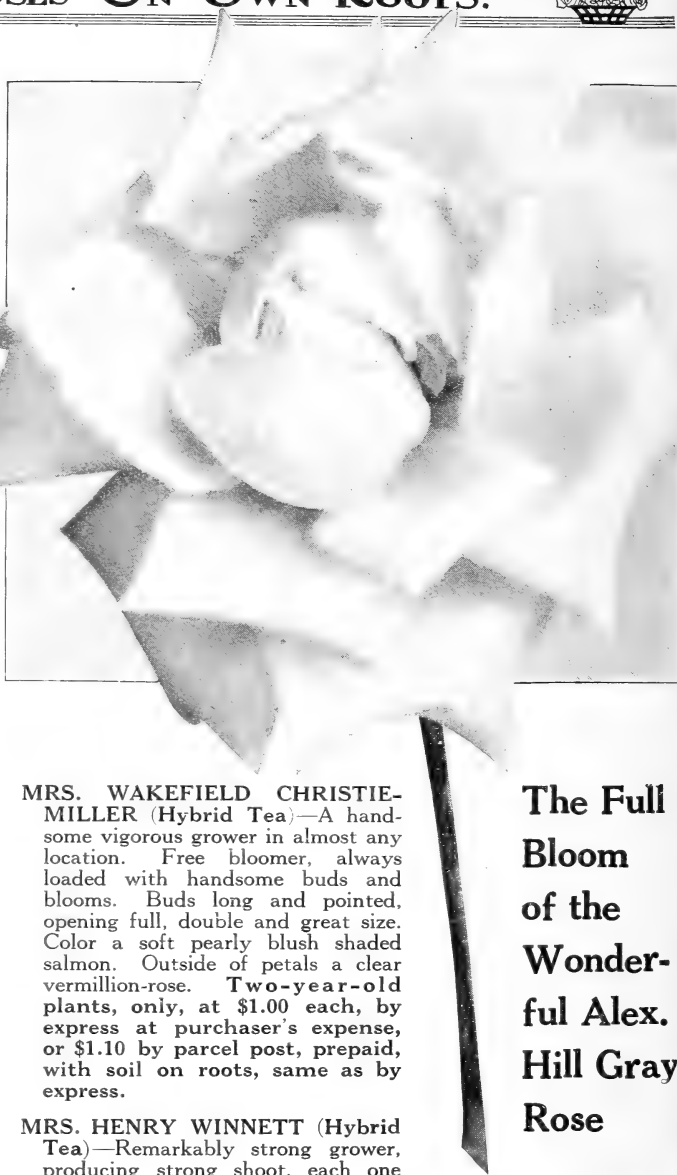 On Own Roots.
MRS. WAKEFIELD CHRISTIE-
MILLER (Hybrid Tea)—A hand-
some vigorous grower in almost any
location. Free bloomer, always
loaded with handsome buds and
blooms. Buds long and pointed,
opening full, double and great size.
Color a soft pearly blush shaded
salmon. Outside of petals a clear
vermillion-rose. Two-year-old
plants, only, at $1.00 each, by
express at purchaser's expense,
or $1.10 by parcel post, prepaid,
with soil on roots, same as by
express.
MRS. HENRY WINNETT (Hybrid
Tea)—Remarkably strong grower,
producing strong shoot, each one
The Full
Bloom
of the
Wonder-
ful Alex.
Hill Gray
Rose